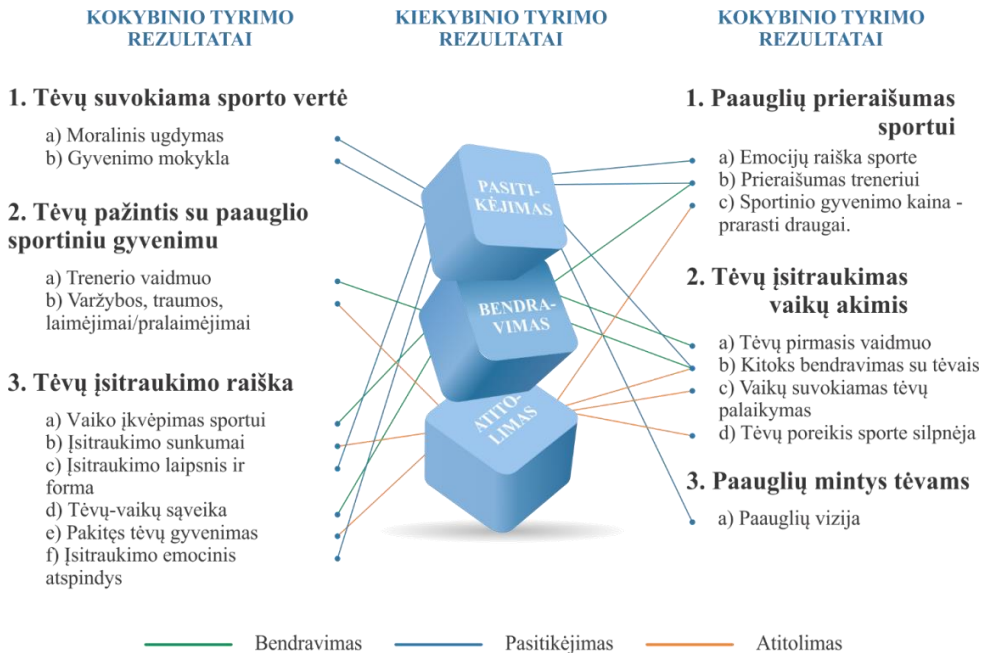 KOKYBINIO TYRIMO
REZULTATAI
1. Tėvų suvokiama sporto vertė
a) Moralinis ugdymas
b) Gyvenimo mokykla
2. Tėvų pažintis su paauglio
sportiniu gyvenimu
a) Trenerio vaidmuo
b) Varžybos, traumos,
laimėjimai/pralaimėjimai
3. Tėvų įsitraukimo raiška
a) Vaiko įkvėpimas sportui
b) Įsitraukimo sunkumai
c) Įsitraukimo laipsnis ir
forma
d) Tėvų-vaikų sąveika
e) Pakitęs tėvų gyvenimas
f) Įsitraukimo emocinis
atspindys
KIEKYBINIO TYRIMO
REZULTATAI
PASITI-
KĖJIMAS
BENDRA-
VIMAS
ATITO-
LIMAS
KOKYBINIO TYRIMO
REZULTATAI
1. Paauglių prieraišumas
sportui
a) Emocijų raiška sporte
b) Prieraišumas treneriui
c) Sportinio gyvenimo kaina -
prarasti draugai.
2. Tėvų įsitraukimas
vaikų akimis
a) Tėvų pirmasis vaidmuo
b) Kitoks bendravimas su tėvais
c) Vaikų suvokiamas tėvų
palaikymas
d) Tėvų poreikis sporte silpnėja
3. Paauglių mintys tėvams
a) Paauglių vizija
Bendravimas
Pasitikėjimas
Atitolimas